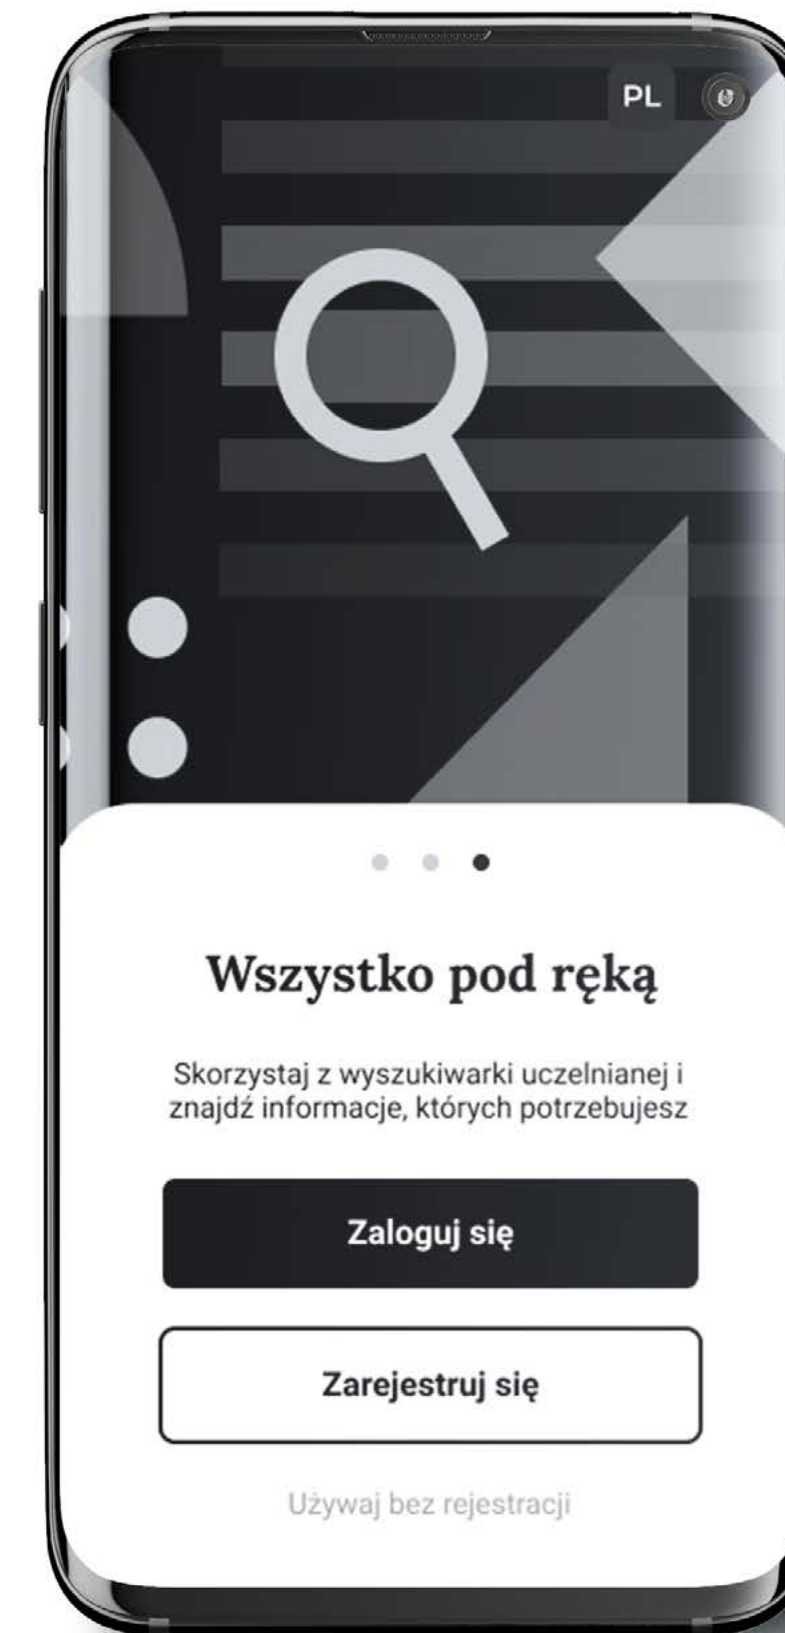 PL
Wszystko pod ręką
Skorzystaj z wyszukiwarki uczelnianej i
znajdź informacje, których potrzebujesz
Zaloguj się
Zarejestruj się
Używaj bez rejestracji